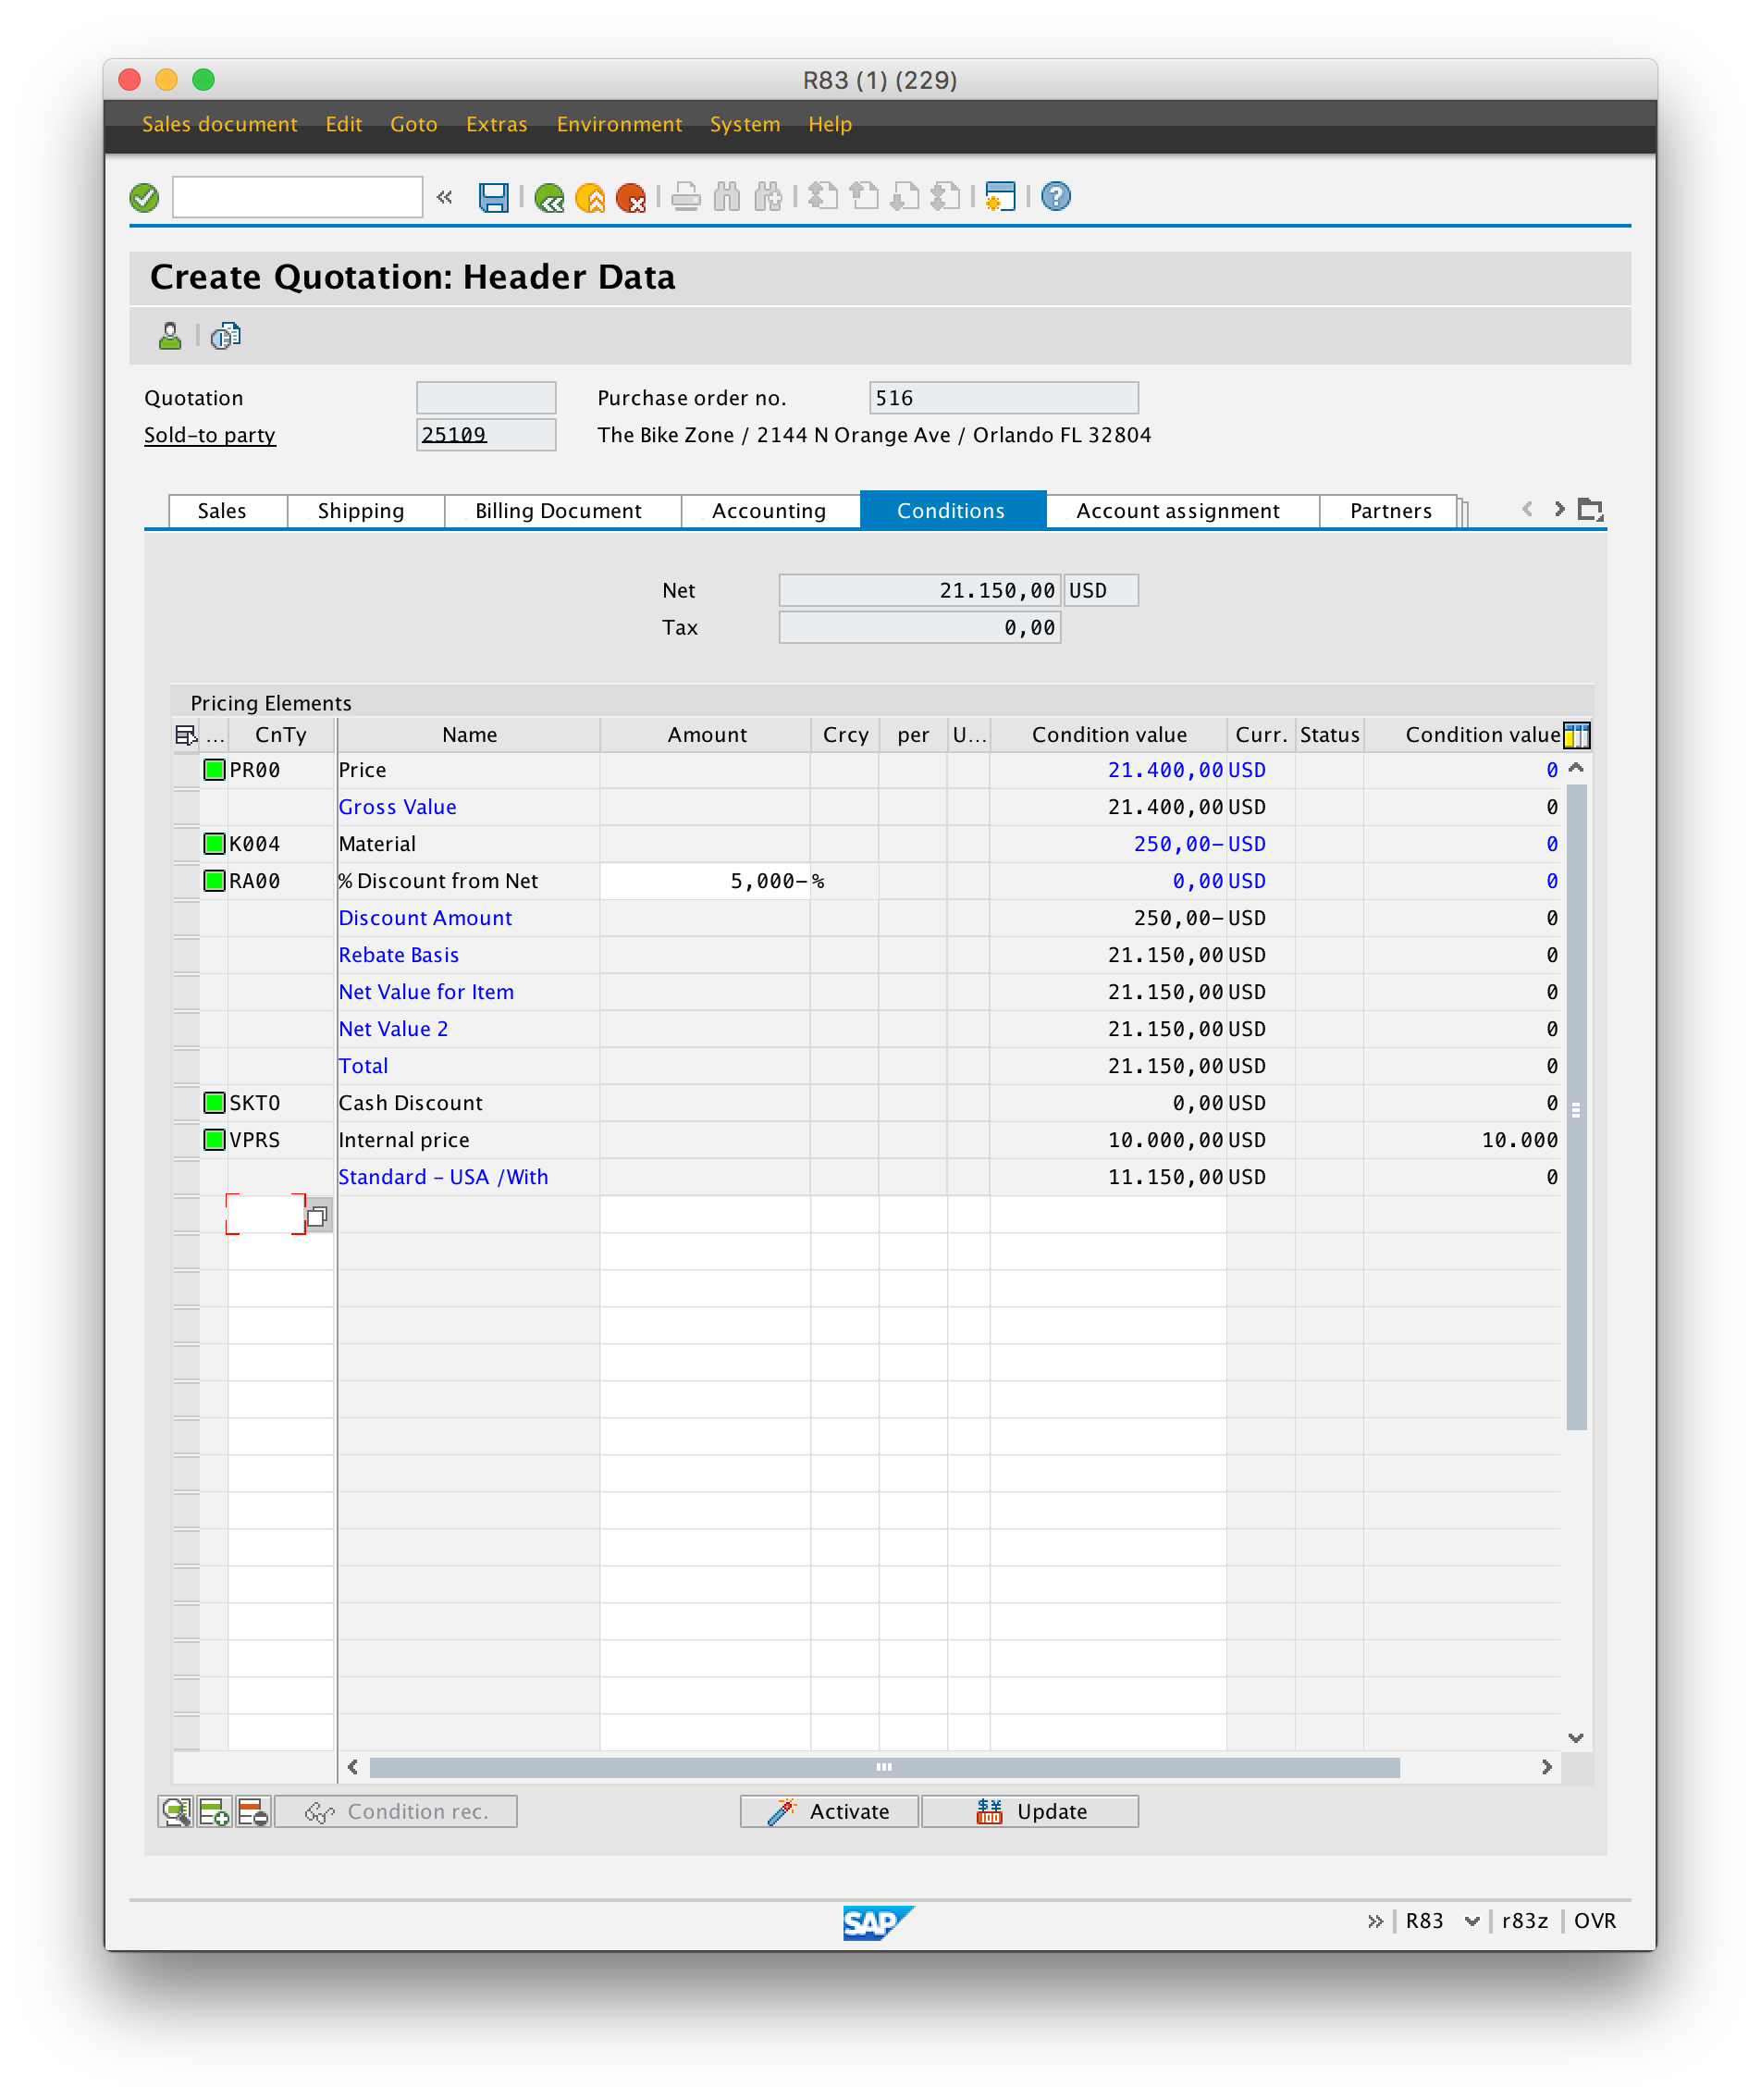 R83 (1) (229)
Sales document Edit Goto Extras Environment System Help
Create Quotation: Header Data
Quotation Purchase order no. 516
Sold-to party 25109 The Bike Zone / 2144 N Orange Ave / Orlando FL 32804
Sales Shipping Billing Document Accounting Conditions Account assignment Partners
Net 21.150,00 USD
Tax 0,00
Pricing Elements
... CnTy Name Amount Crcy per U... Condition value Curr. Status Condition value
PR00 Price 21.400,00 USD 0
Gross Value 21.400,00 USD 0
K004 Material 250,00- USD 0
RA00 % Discount from Net 5,000- % 0,00 USD 0
Discount Amount 250,00- USD 0
Rebate Basis 21.150,00 USD 0
Net Value for Item 21.150,00 USD 0
Net Value 2 21.150,00 USD 0
Total 21.150,00 USD 0
SKTO Cash Discount 0,00 USD 0
VPRS Internal price 10.000,00 USD 10.000
Standard - USA /With 11.150,00 USD 0
Condition rec. Activate Update
SAP R83 r83z OVR